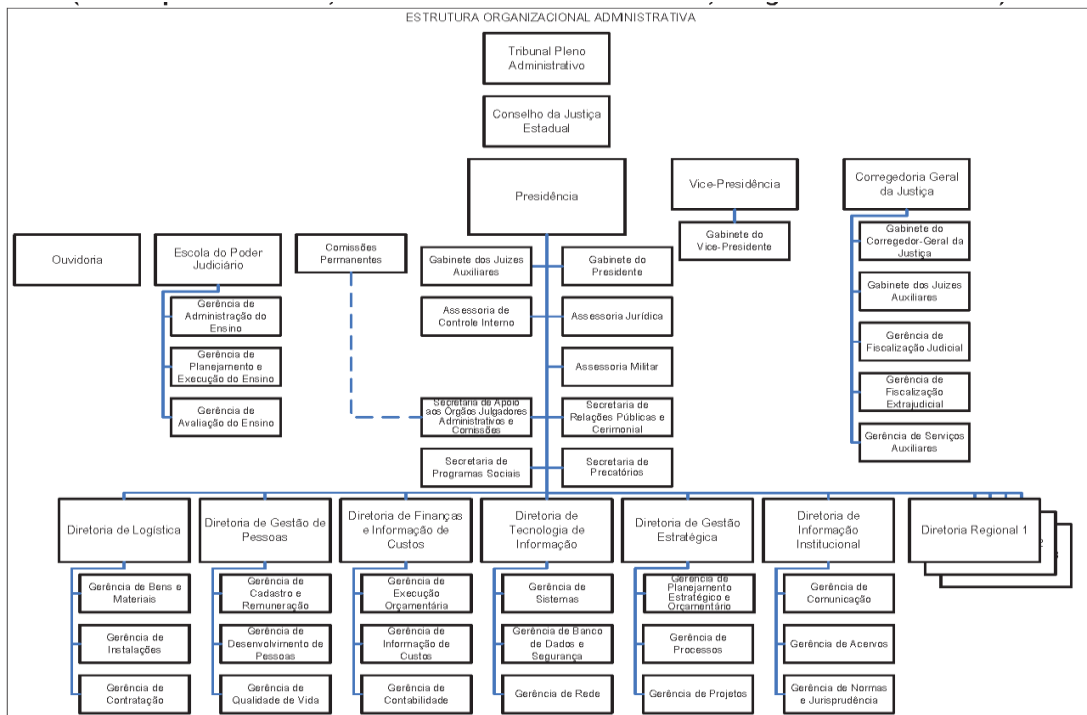 ESTRUTURA ORGANIZACIONAL ADMINISTRATIVA
Tribunal Pleno
Administrativo
Conselho da Justiça
Estadual
Presidência
Vice-Presidência
Gabinete do
Vice-Presidente
Corregedoria Geral
da Justiça
Gabinete do
Corregedor-Geral da
Justiça
Gabinete dos Juizes
Auxiliares
Gerência de
Fiscalização Judicial
Gerência de
Fiscalização
Extrajudicial
Gerência de Serviços
Auxiliares
Ouvidoria
Escola do Poder
Judiciário
Gerência de
Administração do
Ensino
Gerência de
Planejamento e
Execução do Ensino
Gerência de
Avaliação do Ensino
Comissões
Permanentes
Gabinete dos Juizes
Auxiliares
Gabinete do
Presidente
Assessoria de
Controle Interno
Assessoria Jurídica
Assessoria Militar
Secretaria de Apoio
aos Órgãos Julgadores
Administrativos e
Comissões
Secretaria de
Relações Públicas e
Cerimonial
Secretaria de
Programas Sociais
Secretaria de
Precatórios
Diretoria de Logística
Gerência de Bens e
Materiais
Gerência de
Instalações
Gerência de
Contratação
Diretoria de Gestão de
Pessoas
Gerência de
Cadastro e
Remuneração
Gerência de
Desenvolvimento de
Pessoas
Gerência de
Qualidade de Vida
Diretoria de Finanças
e Informação de
Custos
Gerência de
Execução
Orçamentária
Gerência de
Informação de
Custos
Gerência de
Contabilidade
Diretoria de
Tecnologia de
Informação
Gerência de
Sistemas
Gerência de Banco
de Dados e
Segurança
Gerência de Rede
Diretoria de Gestão
Estratégica
Gerência de
Planejamento
Estratégico e
Orçamentário
Gerência de
Processos
Gerência de Projetos
Diretoria de
Informação
Institucional
Gerência de
Comunicação
Gerência de Acervos
Gerência de Normas
e Jurisprudência
Diretoria Regional 1